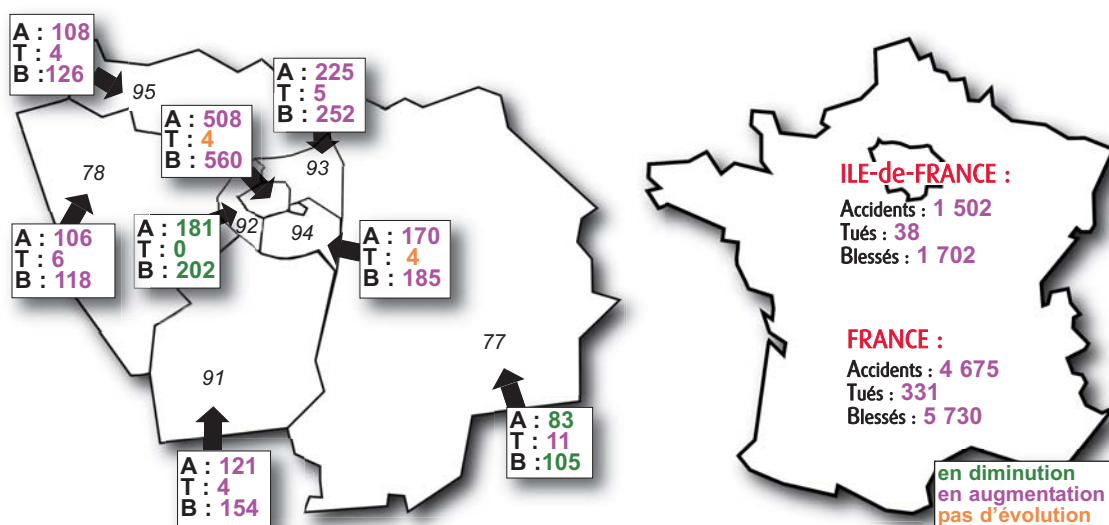 A : 108
T : 4
B :126
95
A : 225
T : 5
B : 252
A : 508
T : 4
B : 560
93
78
A : 106
T : 6
B : 118
A : 181
T : 0
B : 202
92
94
A : 170
T : 4
B : 185
77
91
A : 83
T : 11
B :105
A : 121
T : 4
B : 154
ILE-de-FRANCE :
Accidents : 1 502
Tués : 38
Blessés : 1 702
FRANCE :
Accidents : 4 675
Tués : 331
Blessés : 5 730
en diminution
en augmentation
pas d'évolution